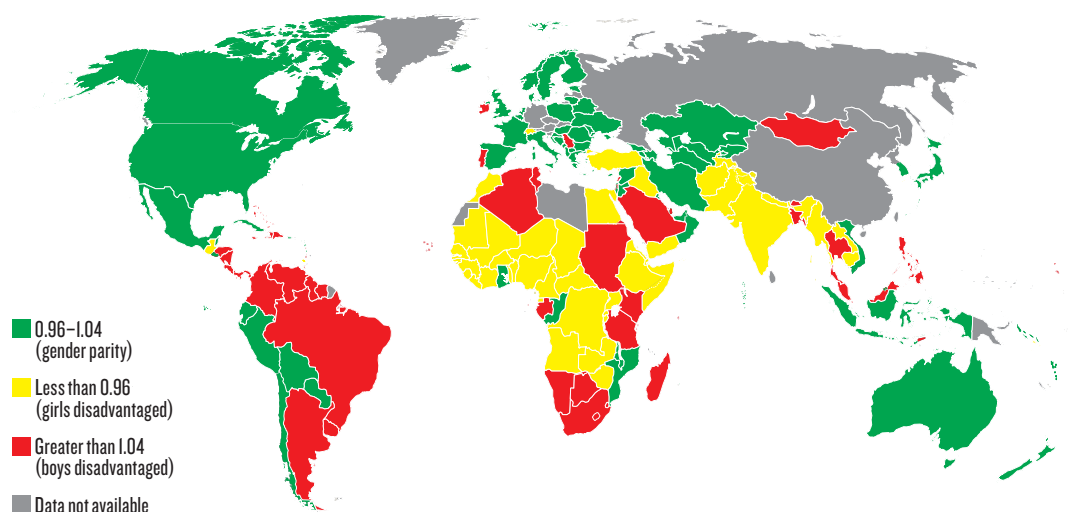 0.96–1.04
(gender parity)
Less than 0.96
(girls disadvantaged)
Greater than 1.04
(boys disadvantaged)
Data not available